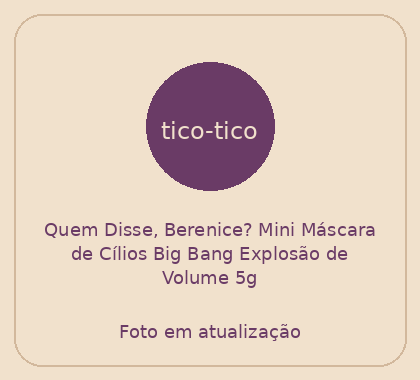 tico-tico
Quem Disse, Berenice? Mini Máscara
de Cílios Big Bang Explosão de
Volume 5g
Foto em atualização